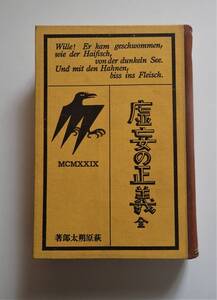 Wille! Er kam geschwommen,
wie der Haifisch,
von der dunkeln See.
Und mit den Hahnen,
biss ins Fleisch.
MCMXXIX
虚妄の正義 全
萩原朔太郎著